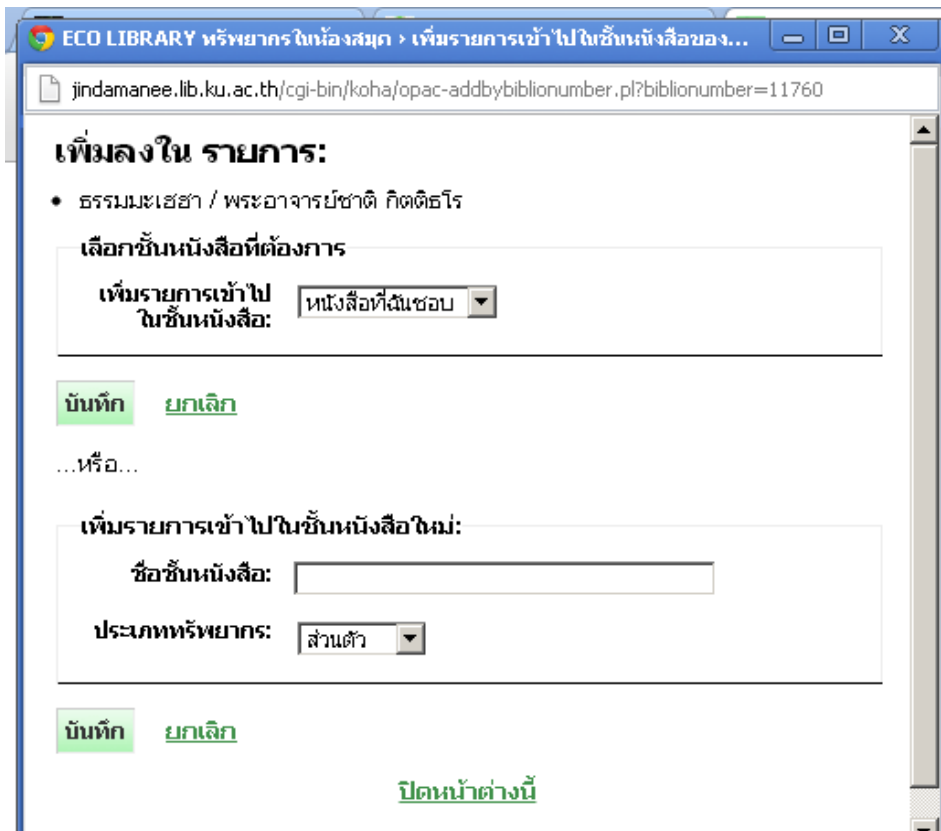 ECO LIBRARY ทรัพยากรในห้องสมุด › เพิ่มรายการเข้าไปในชั้นหนังสือของ...
jindamanee.lib.ku.ac.th/cgi-bin/koha/opac-addbybiblionumber.pl?biblionumber=11760
เพิ่มลงใน รายการ:
• ธรรมมะเฮฮา / พระอาจารย์ชาติ กิตติธโร
เลือกชั้นหนังสือที่ต้องการ
เพิ่มรายการเข้าไป
ในชั้นหนังสือ: หนังสือที่ฉันชอบ
บันทึก ยกเลิก
...หรือ...
เพิ่มรายการเข้าไปในชั้นหนังสือใหม่:
ชื่อชั้นหนังสือ:
ประเภททรัพยากร: ส่วนตัว
บันทึก ยกเลิก
ปิดหน้าต่างนี้